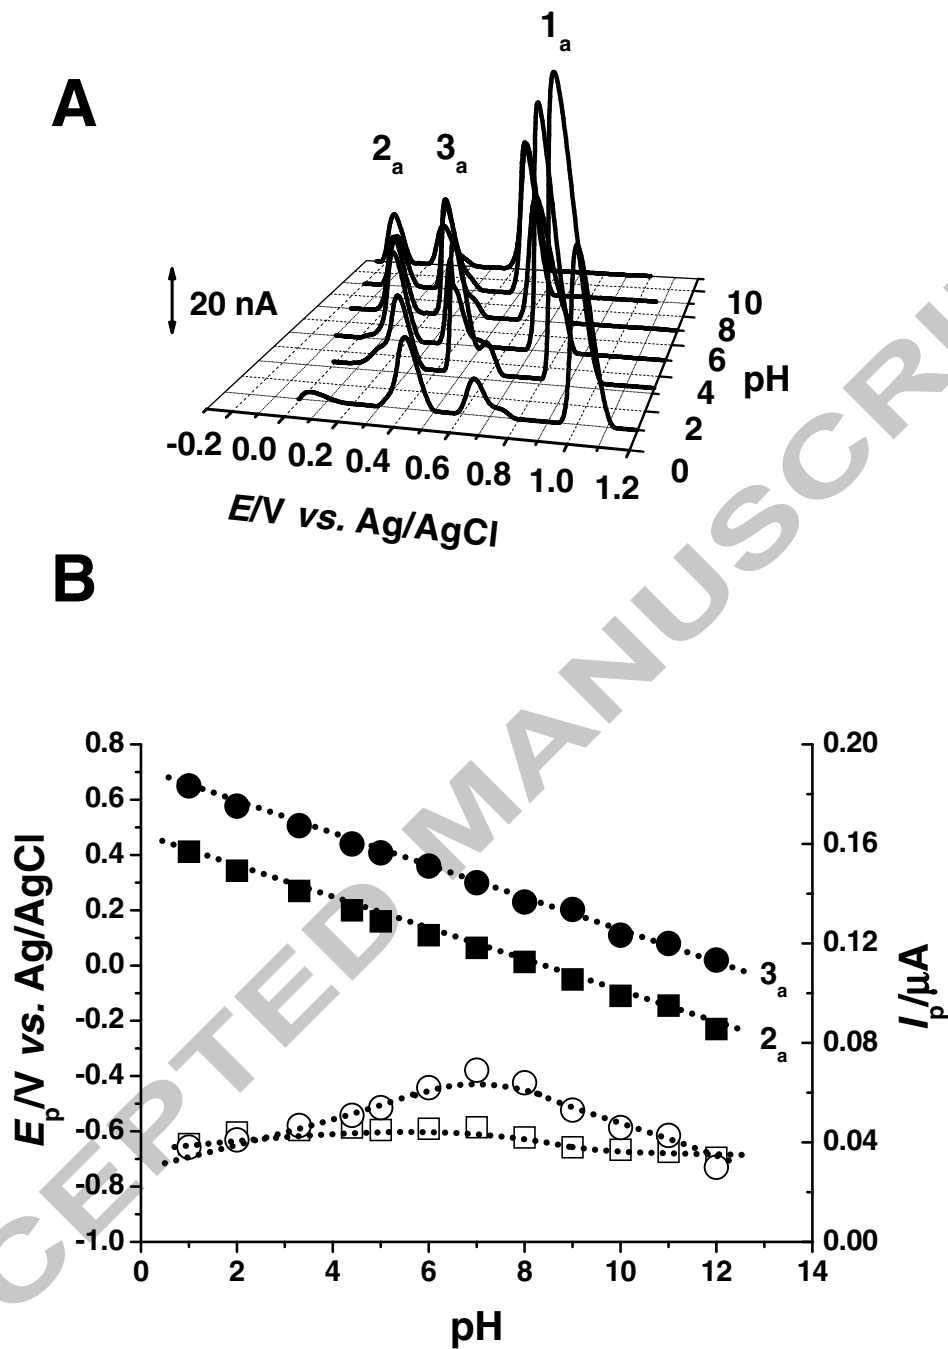 A
1a
2a 3a
20 nA
10
8
6
4
2
0
pH
-0.2 0.0 0.2 0.4 0.6 0.8 1.0 1.2
E/V vs. Ag/AgCl
B
0.8
0.6
0.4
0.2
0.0
-0.2
-0.4
-0.6
-0.8
-1.0
Ep/V vs. Ag/AgCl
0.20
0.16
0.12
0.08
0.04
0.00
Ip/μA
3a
2a
0 2 4 6 8 10 12 14
pH
CEPTED MANUSCRI